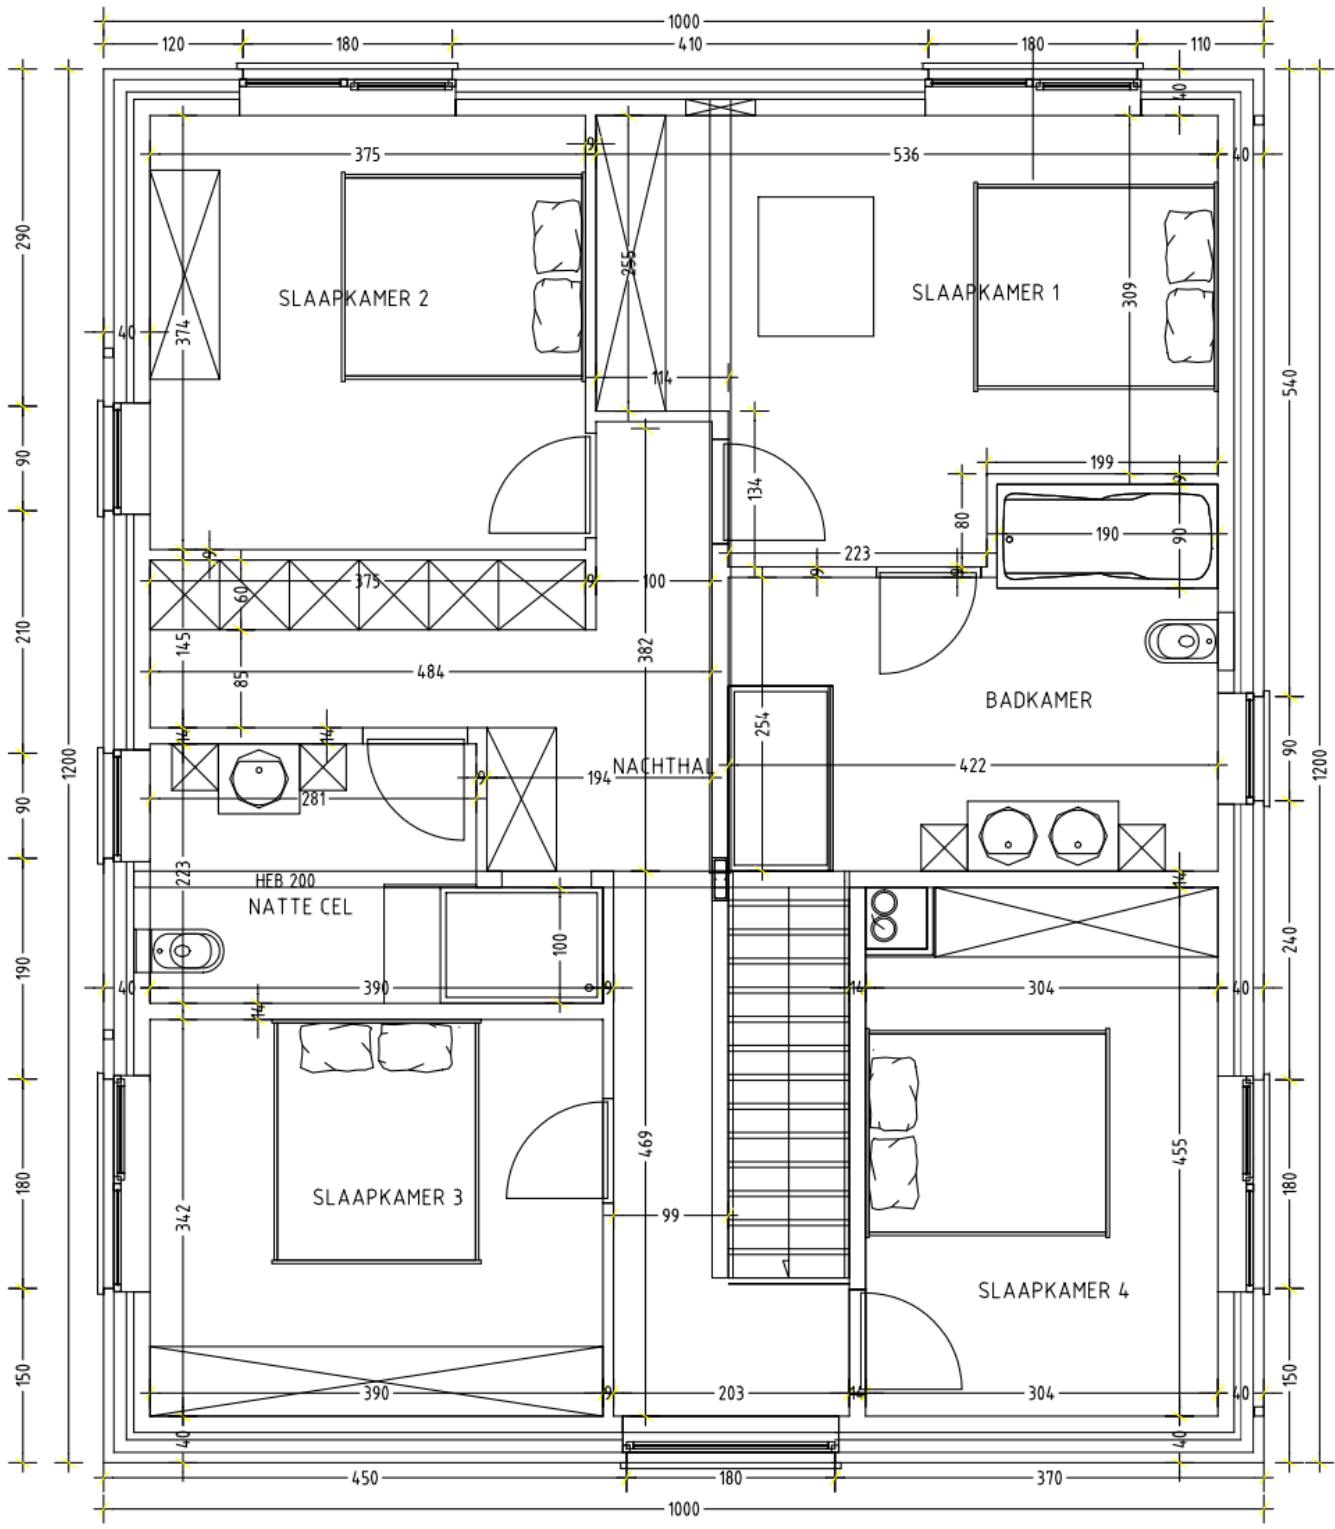 1000
120 180 410 180 110
40
9
375 536 40
290
255
SLAAPKAMER 2 SLAAPKAMER 1
309
40 374
114
540
90
199
134 80 9
190 90
9 223
375 9 100 9 9
60
210 145 382
85 484
BADKAMER
14 14 254
1200 90 1200
9 194 NACHTHAL 422
90 281
223 HEB 200 14
NATTE CEL
100 240
190
40 390 9 14 304 40
14
469 455
180 180
SLAAPKAMER 3
342 99
SLAAPKAMER 4
150 150
390 9 203 14 304 40
40 40
450 180 370
1000